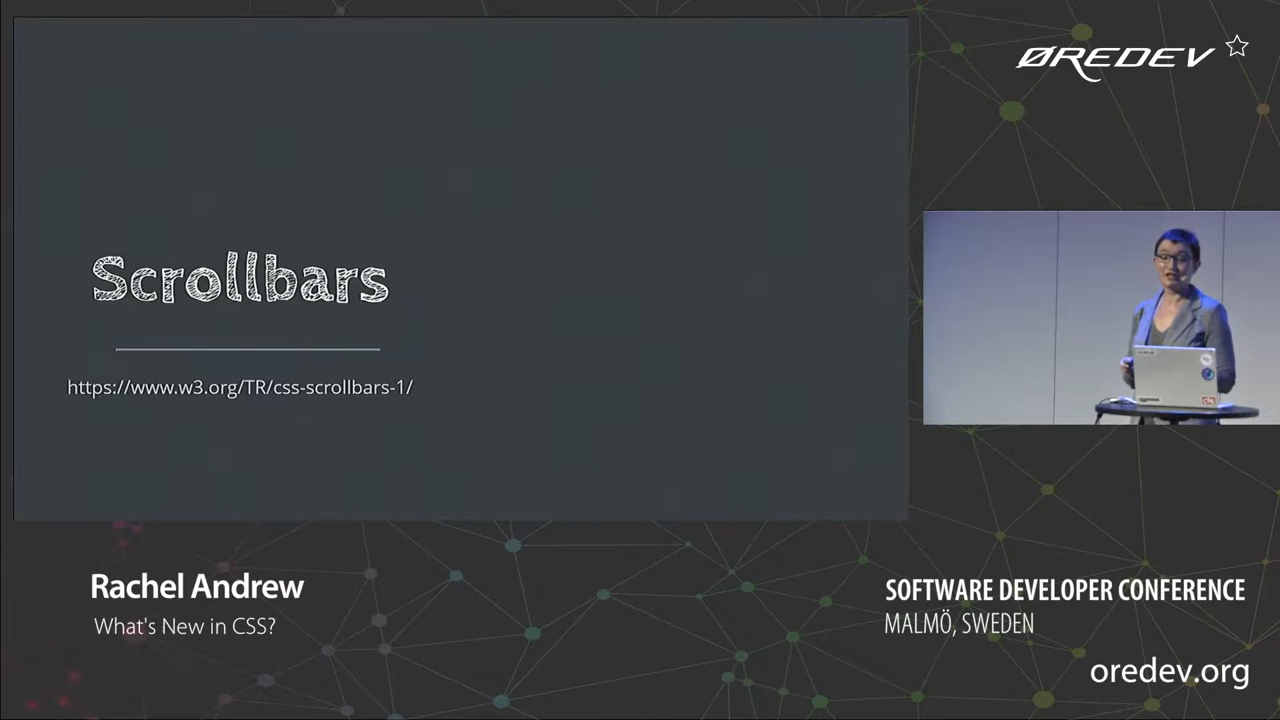 ØREDEV
Scrollbars
https://www.w3.org/TR/css-scrollbars-1/
Rachel Andrew
What's New in CSS?
SOFTWARE DEVELOPER CONFERENCE
MALMÖ, SWEDEN
oredev.org